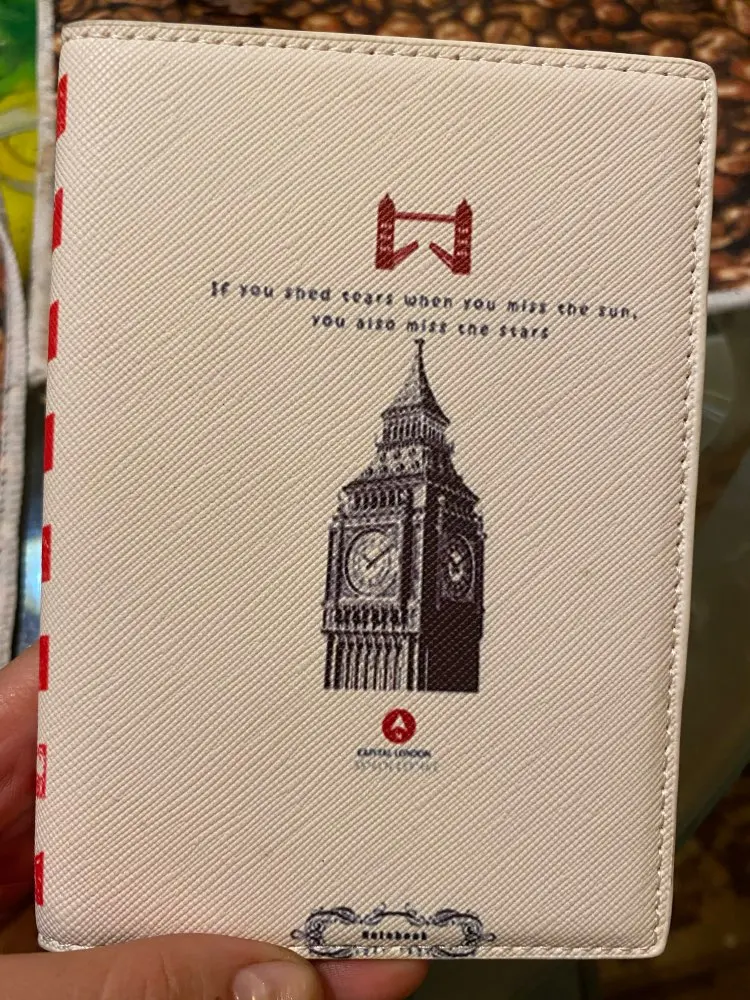 If you shed tears when you miss the sun,
you also miss the stars
CAPITAL LONDON
Notebook